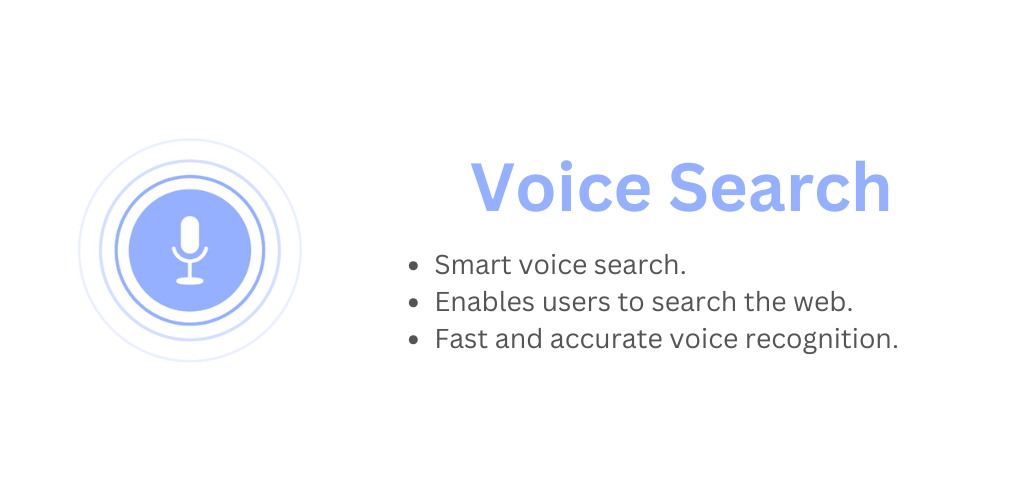 Voice Search
• Smart voice search.
• Enables users to search the web.
• Fast and accurate voice recognition.